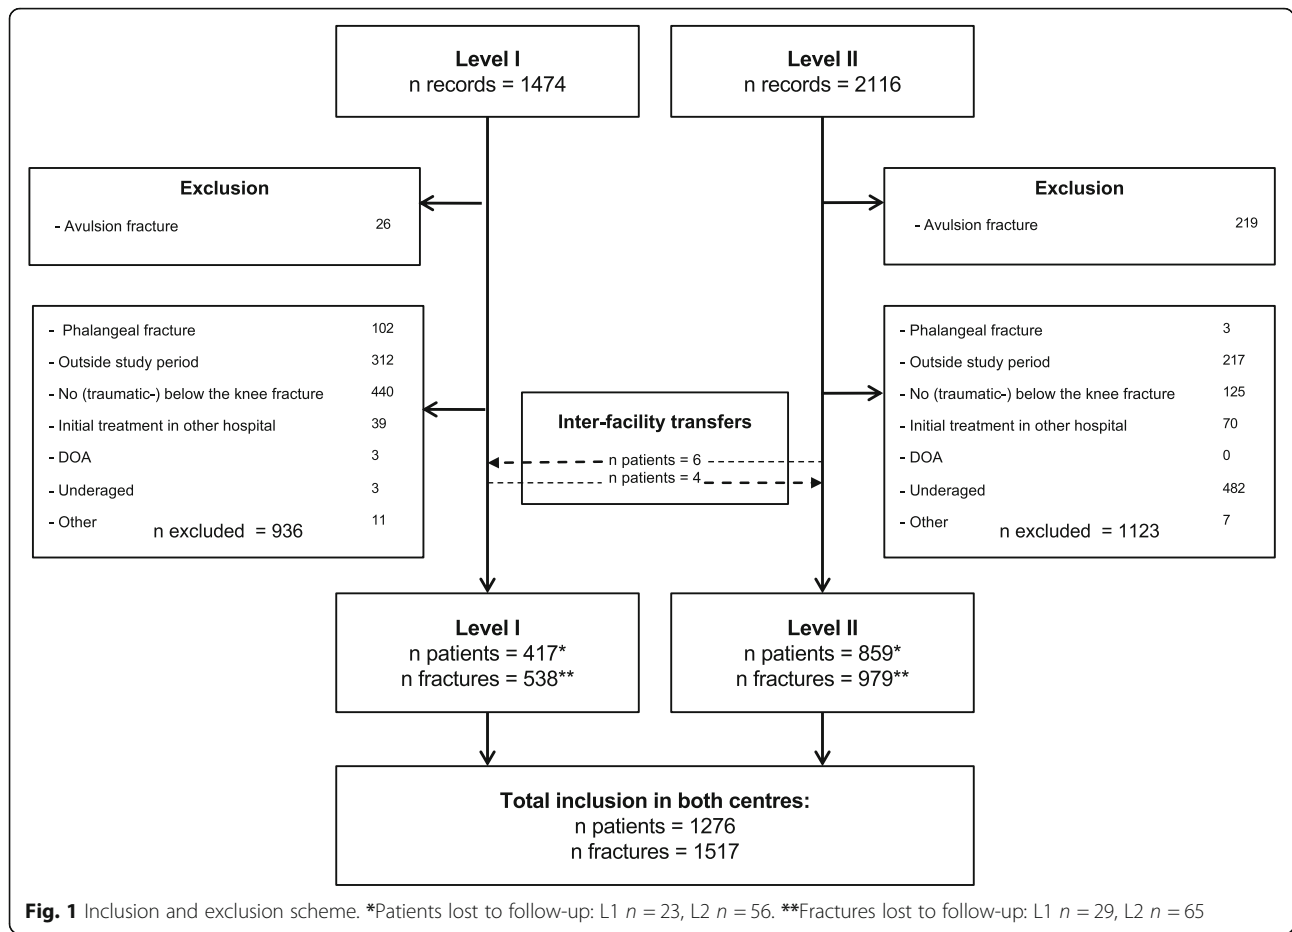 Level I
n records = 1474
Level II
n records = 2116
Exclusion
- Avulsion fracture 26
Exclusion
- Avulsion fracture 219
- Phalangeal fracture 102
- Outside study period 312
- No (traumatic-) below the knee fracture 440
- Initial treatment in other hospital 39
- DOA 3
- Underaged 3
- Other 11
n excluded = 936
Inter-facility transfers
n patients = 6
n patients = 4
- Phalangeal fracture 3
- Outside study period 217
- No (traumatic-) below the knee fracture 125
- Initial treatment in other hospital 70
- DOA 0
- Underaged 482
- Other 7
n excluded = 1123
Level I
n patients = 417*
n fractures = 538**
Level II
n patients = 859*
n fractures = 979**
Total inclusion in both centres:
n patients = 1276
n fractures = 1517
Fig. 1 Inclusion and exclusion scheme. *Patients lost to follow-up: L1 n = 23, L2 n = 56. **Fractures lost to follow-up: L1 n = 29, L2 n = 65